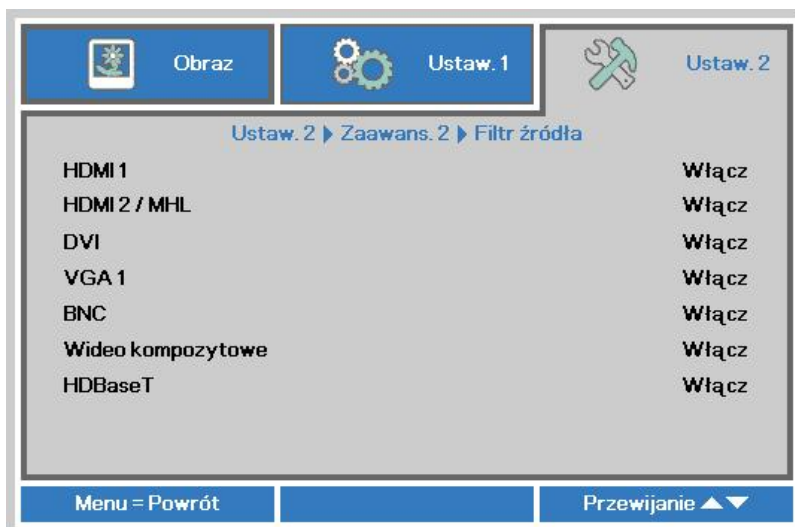 Obraz
Ustaw. 1
Ustaw. 2
Ustaw. 2 ▶ Zaawans. 2 ▶ Filtr źródła
HDMI 1 Włącz
HDMI 2 / MHL Włącz
DVI Włącz
VGA 1 Włącz
BNC Włącz
Wideo kompozytowe Włącz
HDBaseT Włącz
Menu = Powrót
Przewijanie ▲▼